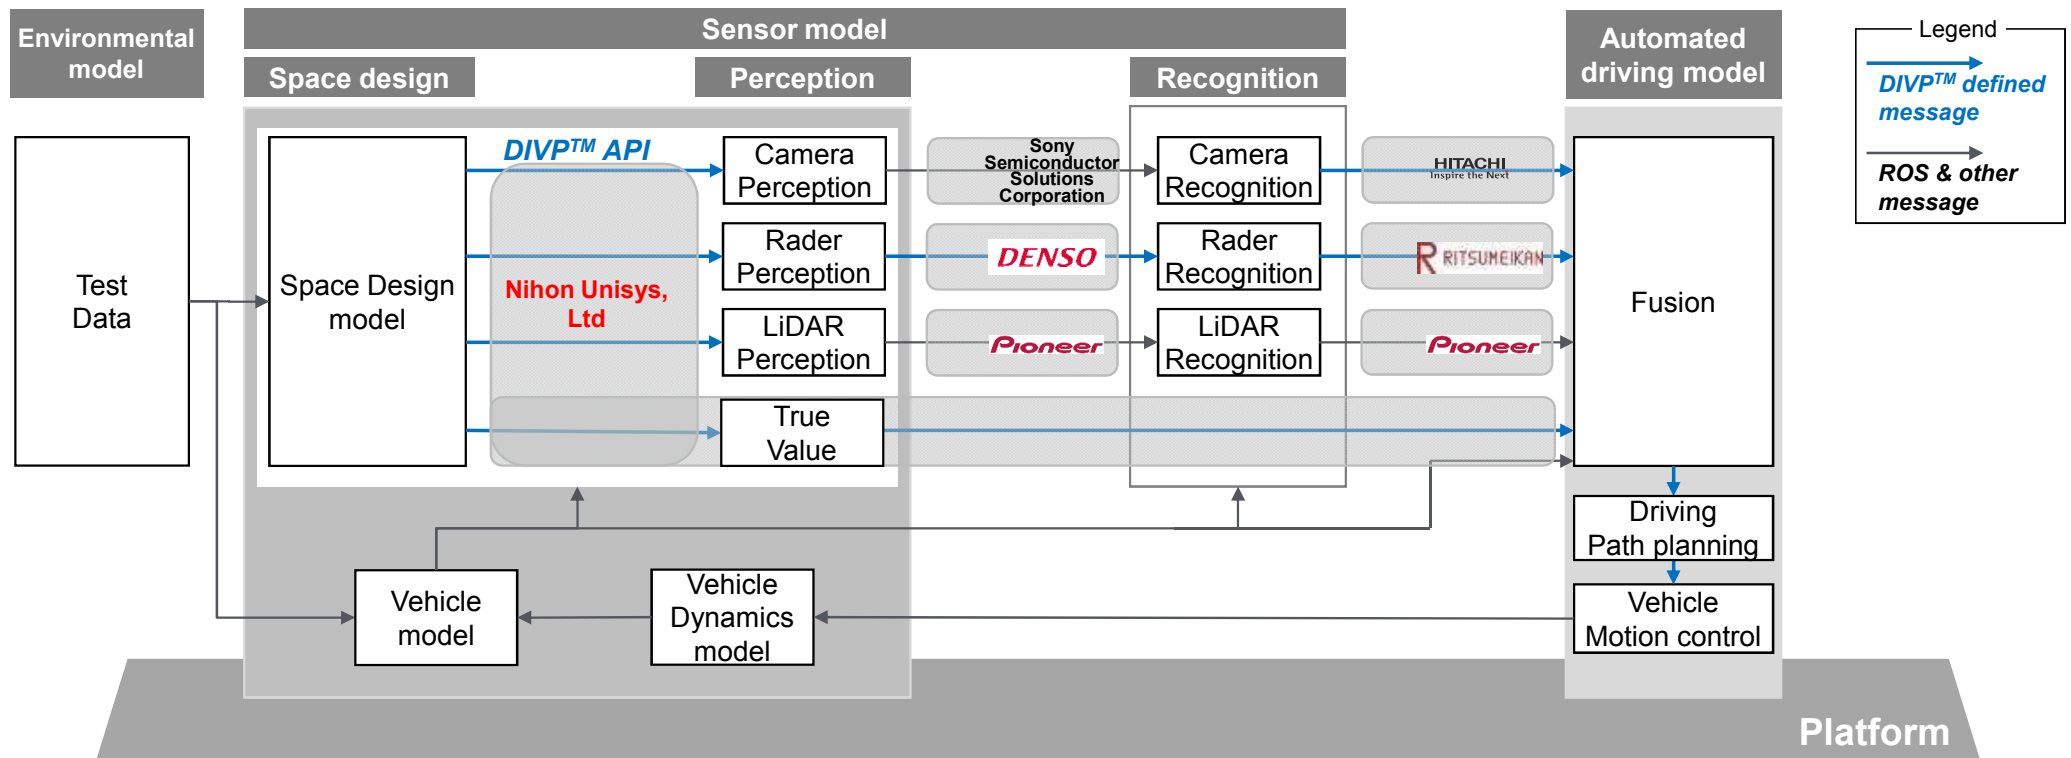 Environmental
model
Sensor model
Space design
Perception
Recognition
Automated
driving model
Legend
DIVP™ defined
message
ROS & other
message
Test
Data
Space Design
model
DIVP™ API
Nihon Unisys,
Ltd
Camera
Perception
Rader
Perception
LiDAR
Perception
True
Value
Sony
Semiconductor
Solutions
Corporation
DENSO
Pioneer
Camera
Recognition
Rader
Recognition
LiDAR
Recognition
HITACHI
Inspire the Next
R RITSUMEIKAN
Pioneer
Fusion
Driving
Path planning
Vehicle
Motion control
Vehicle
model
Vehicle
Dynamics
model
Platform